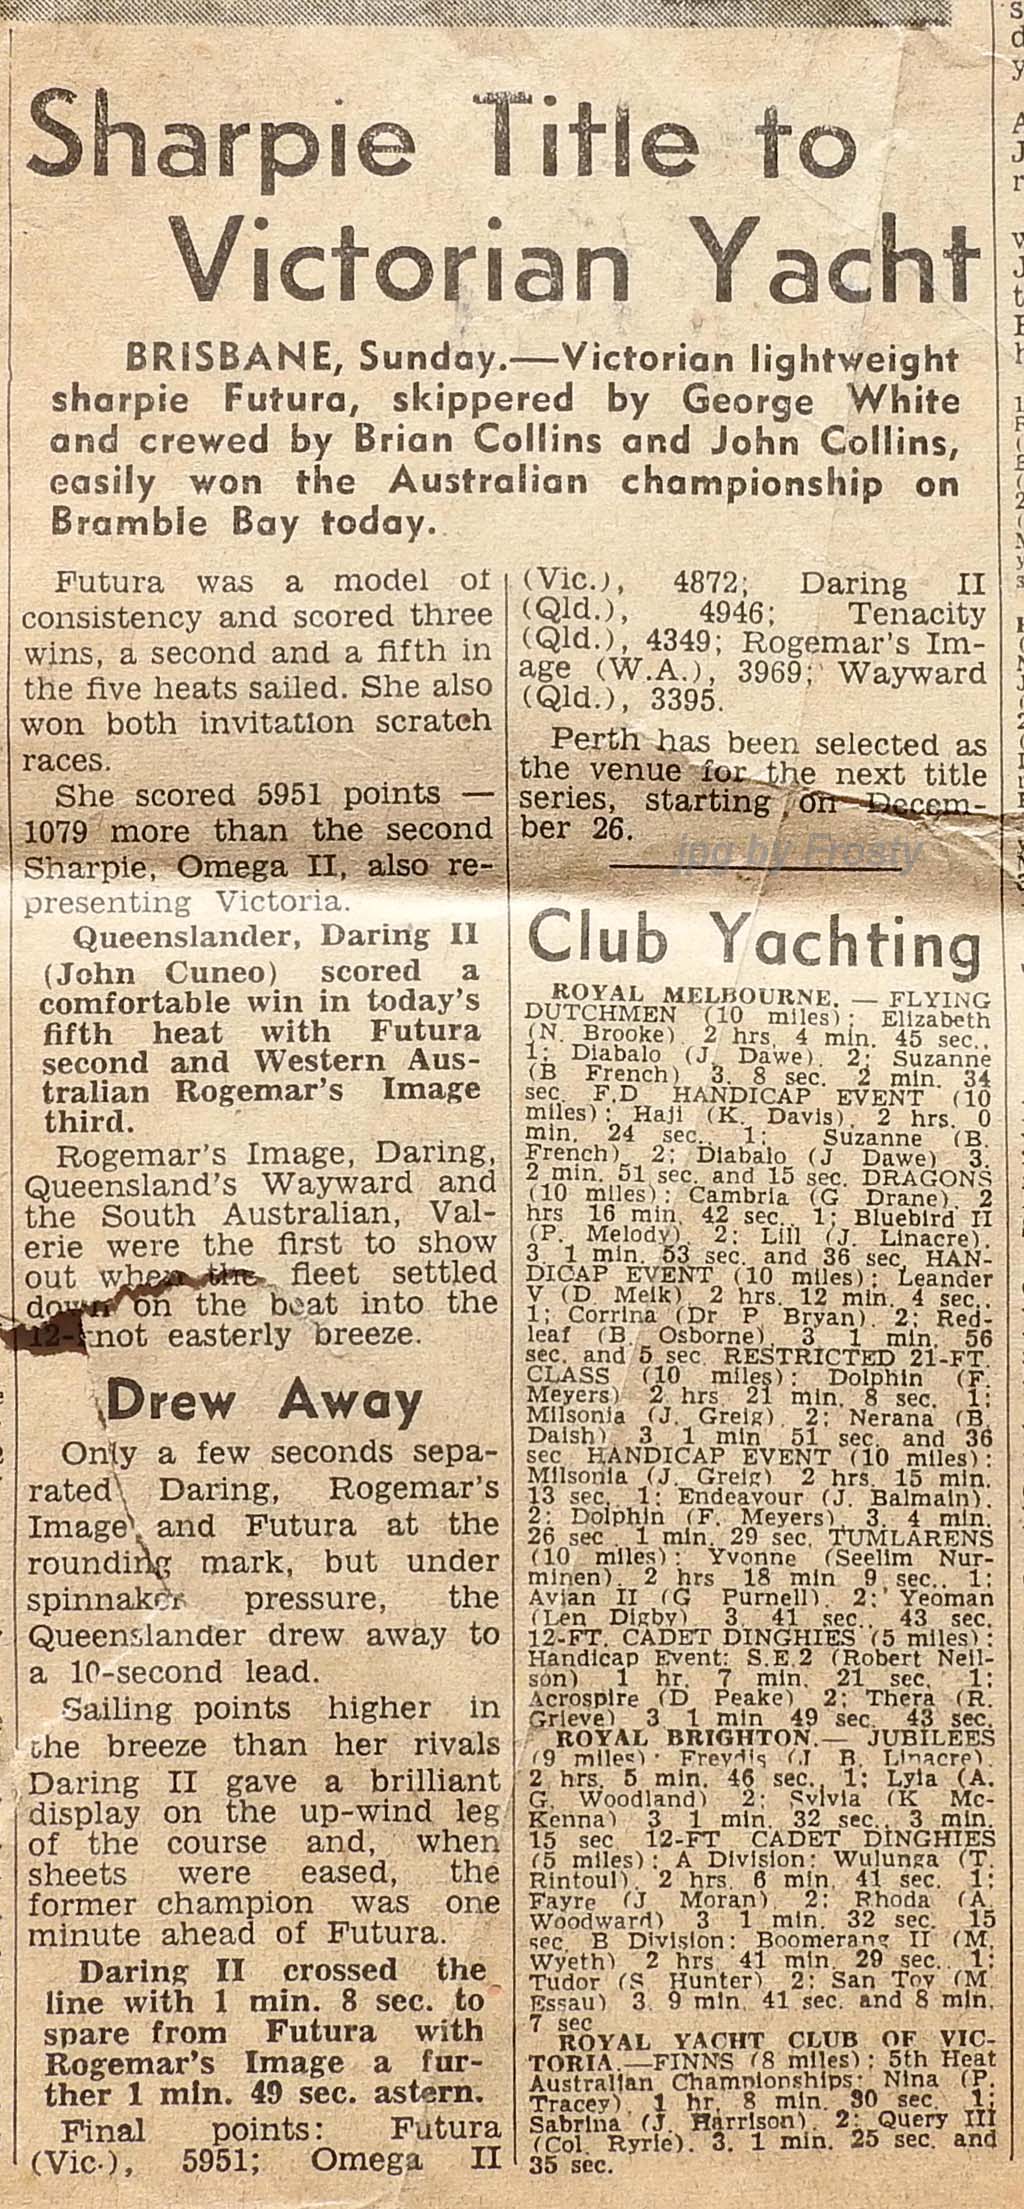 Sharpie Title to
Victorian Yacht
BRISBANE, Sunday.—Victorian lightweight
sharpie Futura, skippered by George White
and crewed by Brian Collins and John Collins,
easily won the Australian championship on
Bramble Bay today.
Futura was a model of
consistency and scored three
wins, a second and a fifth in
the five heats sailed. She also
won both invitation scratch
races.
She scored 5951 points —
1079 more than the second
Sharpie, Omega II, also re-
presenting Victoria.
Queenslander, Daring II
(John Cuneo) scored a
comfortable win in today's
fifth heat with Futura
second and Western Aus-
tralian Rogemar's Image
third.
Rogemar's Image, Daring,
Queensland's Wayward and
the South Australian, Val-
erie were the first to show
out when the fleet settled
down on the beat into the
12-knot easterly breeze.
Drew Away
Only a few seconds sepa-
rated Daring, Rogemar's
Image and Futura at the
rounding mark, but under
spinnaker pressure, the
Queenslander drew away to
a 10-second lead.
Sailing points higher in
the breeze than her rivals
Daring II gave a brilliant
display on the up-wind leg
of the course and, when
sheets were eased, the
former champion was one
minute ahead of Futura.
Daring II crossed the
line with 1 min. 8 sec. to
spare from Futura with
Rogemar's Image a fur-
ther 1 min. 49 sec. astern.
Final points: Futura
(Vic.), 5951; Omega II
(Vic.), 4872; Daring II
(Qld.), 4946; Tenacity
(Qld.), 4349; Rogemar's Im-
age (W.A.), 3969; Wayward
(Qld.), 3395.
Perth has been selected as
the venue for the next title
series, starting on Decem-
ber 26.
jpg by Frosty
Club Yachting
ROYAL MELBOURNE. — FLYING
DUTCHMEN (10 miles): Elizabeth
(N. Brooke) 2 hrs. 4 min. 45 sec.,
1; Diabalo (J. Dawe), 2; Suzanne
(B French) 3. 8 sec. 2 min. 34
sec. F.D HANDICAP EVENT (10
miles): Haji (K. Davis), 2 hrs. 0
min. 24 sec., 1; Suzanne (B.
French) 2; Diabalo (J Dawe) 3.
2 min. 51 sec. and 15 sec. DRAGONS
(10 miles): Cambria (G Drane), 2
hrs 16 min. 42 sec., 1; Bluebird II
(P. Melody), 2; Lill (J. Linacre),
3 1 min. 53 sec. and 36 sec. HAN-
DICAP EVENT (10 miles): Leander
V (D Meik), 2 hrs. 12 min. 4 sec.,
1; Corrina (Dr P Bryan), 2; Red-
leaf (B. Osborne), 3 1 min. 56
sec. and 5 sec. RESTRICTED 21-FT.
CLASS (10 miles): Dolphin (F.
Meyers) 2 hrs 21 min. 8 sec. 1;
Milsonia (J. Greig), 2; Nerana (B.
Daish) 3 1 min 51 sec. and 36
sec HANDICAP EVENT (10 miles):
Milsonia (J. Greig) 2 hrs. 15 min.
13 sec., 1; Endeavour (J. Balmain),
2; Dolphin (F. Meyers), 3. 4 min.
26 sec 1 min. 29 sec. TUMLARENS
(10 miles): Yvonne (Seelim Nur-
minen), 2 hrs 18 min 9 sec., 1;
Avian II (G Purnell), 2; Yeoman
(Len Digby) 3. 41 sec., 43 sec.
12-FT. CADET DINGHIES (5 miles):
Handicap Event: S.E.2 (Robert Neil-
son) 1 hr. 7 min. 21 sec. 1;
Acrospire (D Peake) 2; Thera (R.
Grieve) 3 1 min 49 sec. 43 sec.
ROYAL BRIGHTON.— JUBILEES
(9 miles): Freydis (J B. Linacre),
2 hrs. 5 min. 46 sec., 1; Lyla (A.
G. Woodland) 2; Sylvia (K Mc-
Kenna) 3 1 min. 32 sec., 3 min.
15 sec 12-FT CADET DINGHIES
(5 miles): A Division: Wulunga (T.
Rintoul), 2 hrs. 6 min. 41 sec. 1;
Fayre (J Moran), 2; Rhoda (A.
Woodward) 3 1 min. 32 sec. 15
sec. B Division: Boomerang II (M.
Wyeth) 2 hrs 41 min 29 sec., 1;
Tudor (S Hunter), 2; San Toy (M.
Essau) 3. 9 min. 41 sec. and 8 min.
7 sec
ROYAL YACHT CLUB OF VIC-
TORIA.—FINNS (8 miles): 5th Heat
Australian Championships: Nina (P.
Tracey), 1 hr. 8 min. 30 sec. 1;
Sabrina (J. Harrison), 2; Query III
(Col. Ryrie), 3. 1 min. 25 sec. and
35 sec.